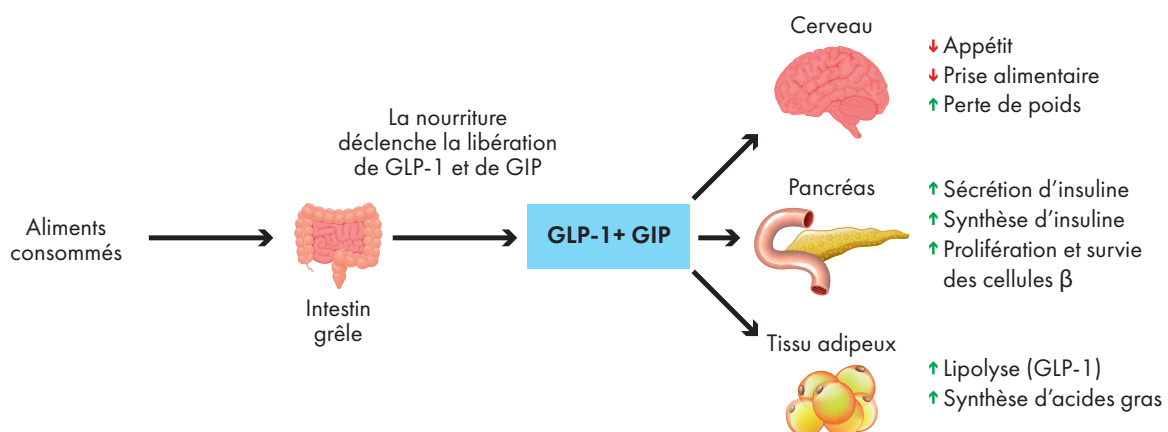 Aliments
consommés
La nourriture
déclenche la libération
de GLP-1 et de GIP
Intestin
grêle
GLP-1+ GIP
Cerveau
↓ Appétit
↓ Prise alimentaire
↑ Perte de poids
Pancréas
↑ Sécrétion d’insuline
↑ Synthèse d’insuline
↑ Prolifération et survie
des cellules β
Tissu adipeux
↑ Lipolyse (GLP-1)
↑ Synthèse d’acides gras